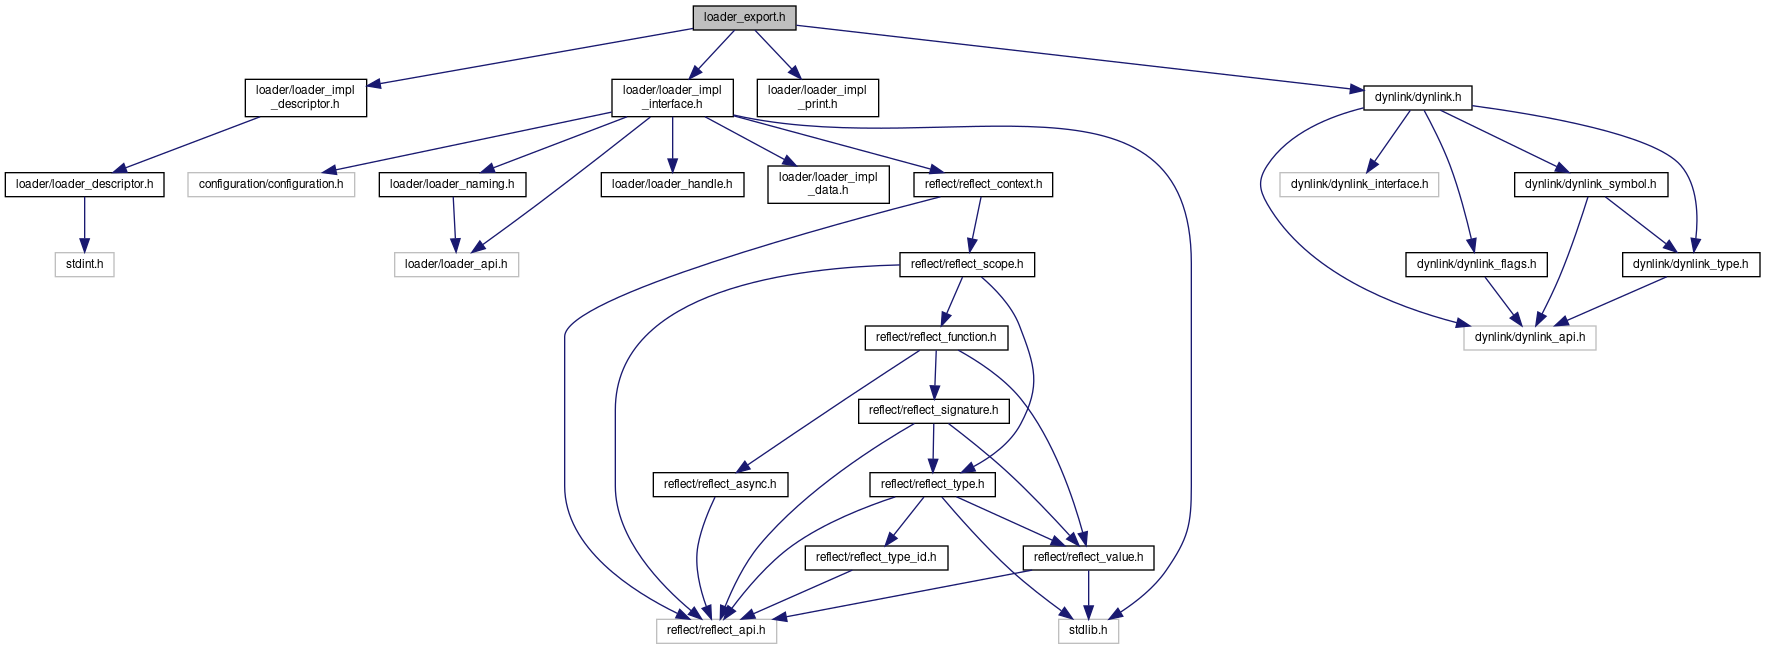 loader_export.h
loader/loader_impl
_descriptor.h
loader/loader_impl
_interface.h
loader/loader_impl
_print.h
dynlink/dynlink.h
loader/loader_descriptor.h
configuration/configuration.h
loader/loader_naming.h
loader/loader_handle.h
loader/loader_impl
_data.h
reflect/reflect_context.h
dynlink/dynlink_interface.h
dynlink/dynlink_symbol.h
stdint.h
loader/loader_api.h
reflect/reflect_scope.h
dynlink/dynlink_flags.h
dynlink/dynlink_type.h
reflect/reflect_function.h
dynlink/dynlink_api.h
reflect/reflect_signature.h
reflect/reflect_async.h
reflect/reflect_type.h
reflect/reflect_type_id.h
reflect/reflect_value.h
reflect/reflect_api.h
stdlib.h